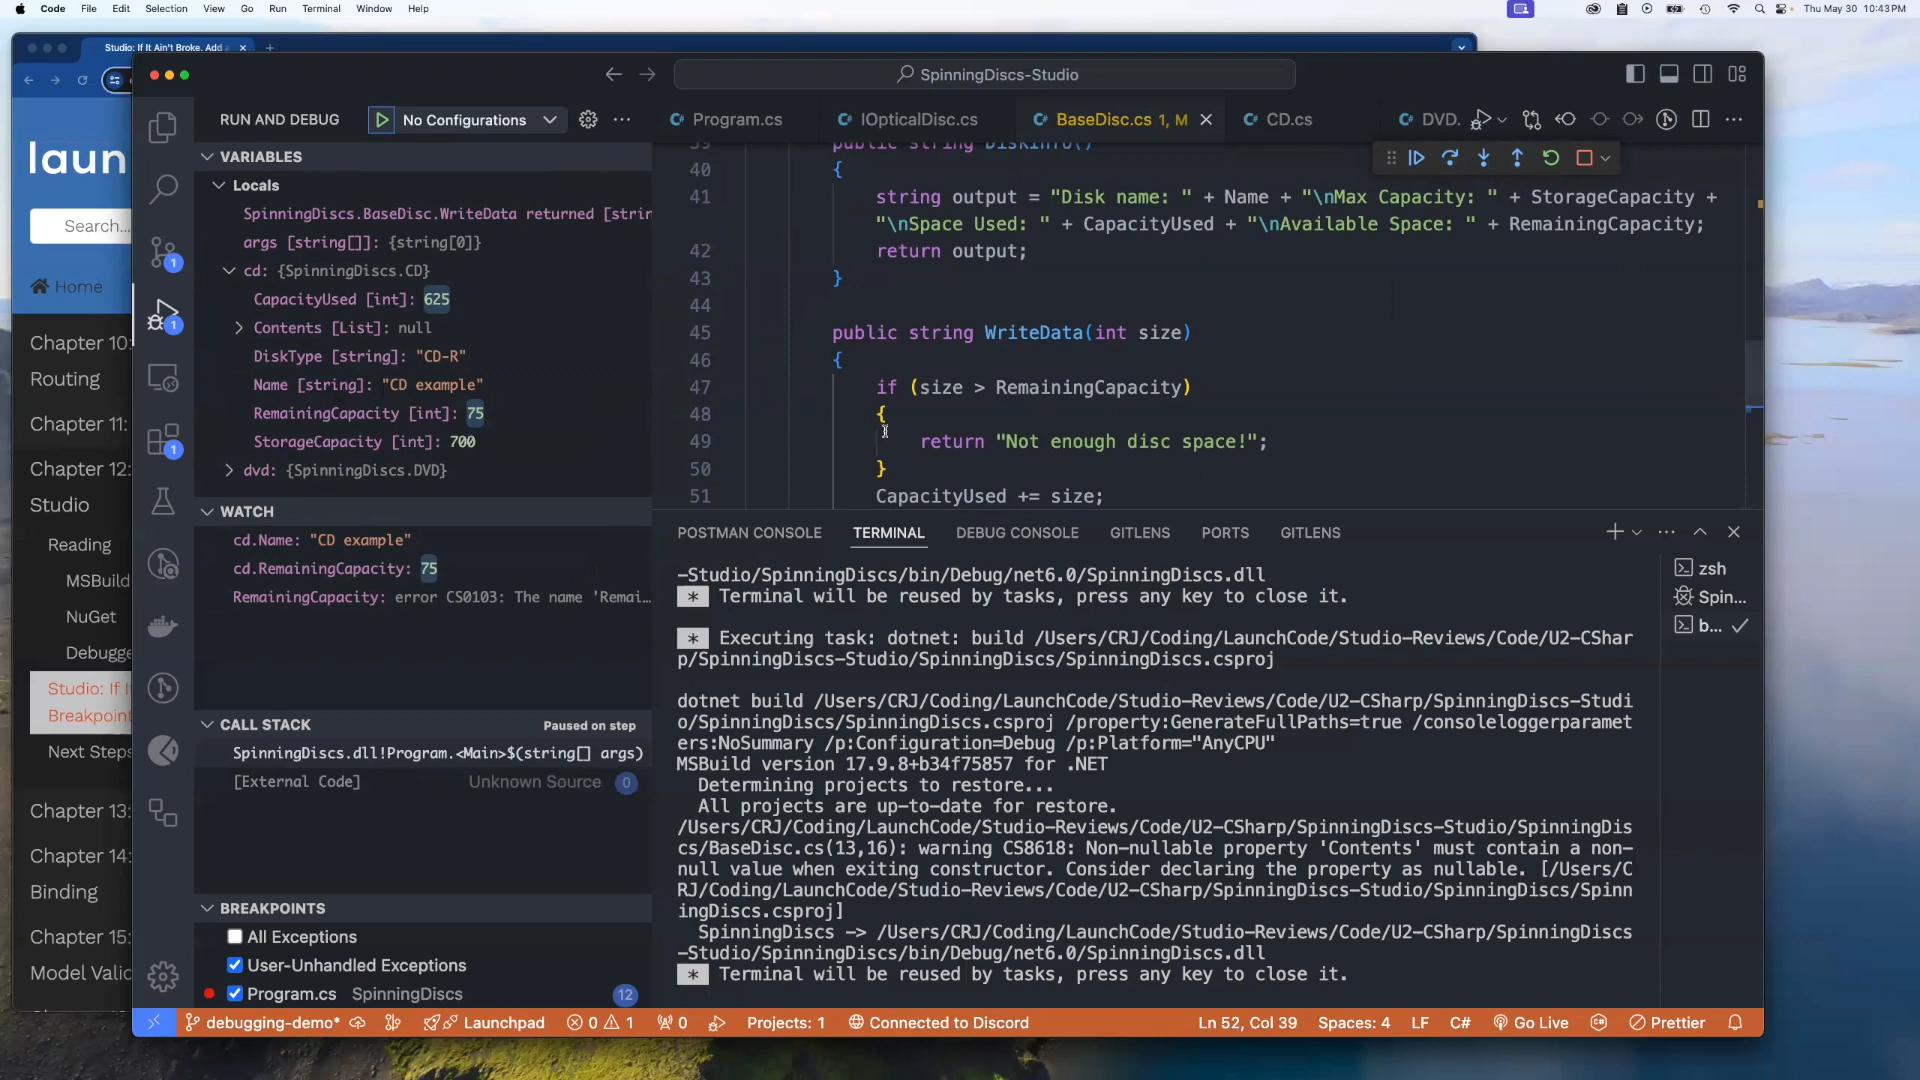 Code File Edit Selection View Go Run Terminal Window Help
Thu May 30 10:43 PM
Studio: If It Ain't Broke, Add
SpinningDiscs-Studio
laun
Search...
Home
Chapter 10:
Routing
Chapter 11:
Chapter 12:
Studio
Reading
MSBuild
NuGet
Debugge
Studio: If I
Breakpoint
Next Steps
Chapter 13:
Chapter 14:
Binding
Chapter 15:
Model Valid
1
1
1
RUN AND DEBUG
No Configurations
VARIABLES
Locals
SpinningDiscs.BaseDisc.WriteData returned [strin
args [string[]]: {string[0]}
cd: {SpinningDiscs.CD}
CapacityUsed [int]: 625
Contents [List]: null
DiskType [string]: "CD-R"
Name [string]: "CD example"
RemainingCapacity [int]: 75
StorageCapacity [int]: 700
dvd: {SpinningDiscs.DVD}
WATCH
cd.Name: "CD example"
cd.RemainingCapacity: 75
RemainingCapacity: error CS0103: The name 'Remai...
CALL STACK
Paused on step
SpinningDiscs.dll!Program.<Main>$(string[] args)
[External Code] Unknown Source 0
BREAKPOINTS
All Exceptions
User-Unhandled Exceptions
Program.cs SpinningDiscs 12
Program.cs
IOpticalDisc.cs
BaseDisc.cs 1, M
CD.cs
DVD.
39 public string DiskInfo()
40 {
41 string output = "Disk name: " + Name + "\nMax Capacity: " + StorageCapacity +
"\nSpace Used: " + CapacityUsed + "\nAvailable Space: " + RemainingCapacity;
42 return output;
43 }
44
45 public string WriteData(int size)
46 {
47 if (size > RemainingCapacity)
48 {
49 return "Not enough disc space!";
50 }
51 CapacityUsed += size;
POSTMAN CONSOLE TERMINAL DEBUG CONSOLE GITLENS PORTS GITLENS
-Studio/SpinningDiscs/bin/Debug/net6.0/SpinningDiscs.dll
* Terminal will be reused by tasks, press any key to close it.
* Executing task: dotnet: build /Users/CRJ/Coding/LaunchCode/Studio-Reviews/Code/U2-CShar
p/SpinningDiscs-Studio/SpinningDiscs/SpinningDiscs.csproj
dotnet build /Users/CRJ/Coding/LaunchCode/Studio-Reviews/Code/U2-CSharp/SpinningDiscs-Studi
o/SpinningDiscs/SpinningDiscs.csproj /property:GenerateFullPaths=true /consoleloggerparamet
ers:NoSummary /p:Configuration=Debug /p:Platform="AnyCPU"
MSBuild version 17.9.8+b34f75857 for .NET
Determining projects to restore...
All projects are up-to-date for restore.
/Users/CRJ/Coding/LaunchCode/Studio-Reviews/Code/U2-CSharp/SpinningDiscs-Studio/SpinningDis
cs/BaseDisc.cs(13,16): warning CS8618: Non-nullable property 'Contents' must contain a non-
null value when exiting constructor. Consider declaring the property as nullable. [/Users/C
RJ/Coding/LaunchCode/Studio-Reviews/Code/U2-CSharp/SpinningDiscs-Studio/SpinningDiscs/Spinn
ingDiscs.csproj]
SpinningDiscs -> /Users/CRJ/Coding/LaunchCode/Studio-Reviews/Code/U2-CSharp/SpinningDiscs
-Studio/SpinningDiscs/bin/Debug/net6.0/SpinningDiscs.dll
* Terminal will be reused by tasks, press any key to close it.
zsh
Spin...
b...
debugging-demo* Launchpad 0 1 0 Projects: 1 Connected to Discord Ln 52, Col 39 Spaces: 4 LF C# Go Live Prettier